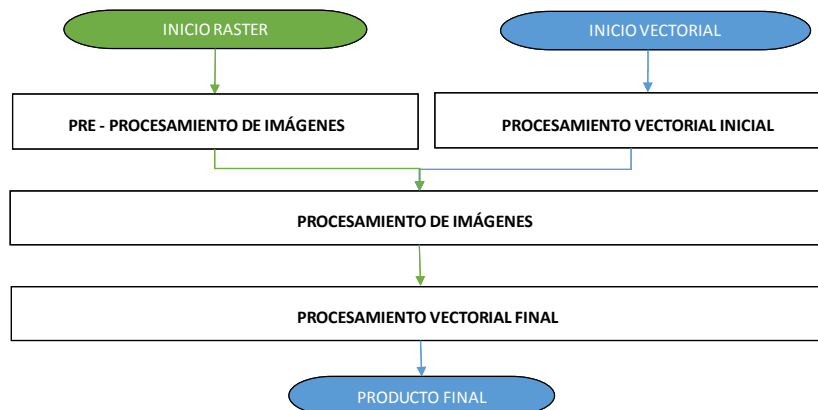 INICIO RASTER
INICIO VECTORIAL
PRE - PROCESAMIENTO DE IMÁGENES
PROCESAMIENTO VECTORIAL INICIAL
PROCESAMIENTO DE IMÁGENES
PROCESAMIENTO VECTORIAL FINAL
PRODUCTO FINAL